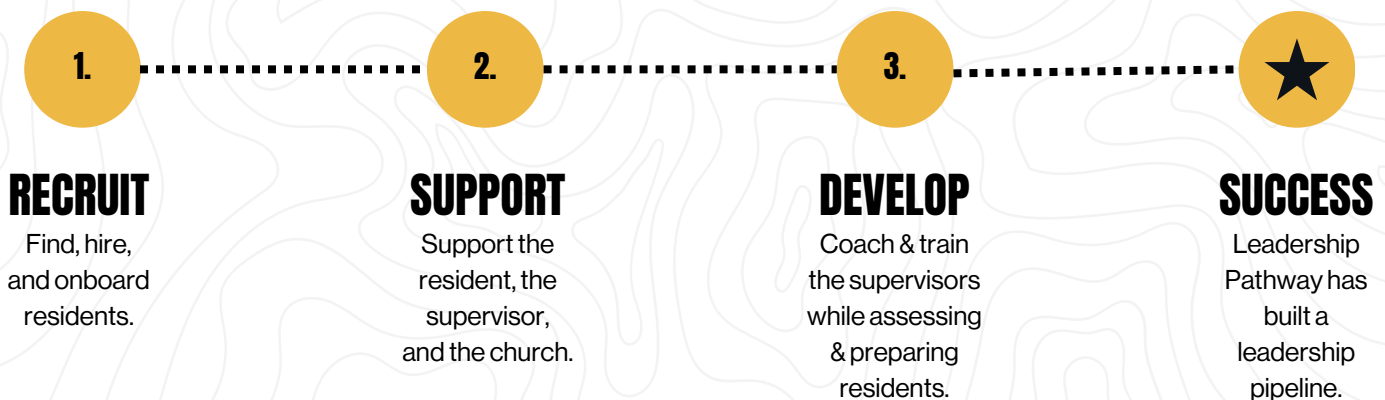 1.
2.
3.
RECRUIT
Find, hire,
and onboard
residents.
SUPPORT
Support the
resident, the
supervisor,
and the church.
DEVELOP
Coach & train
the supervisors
while assessing
& preparing
residents.
SUCCESS
Leadership
Pathway has
built a
leadership
pipeline.